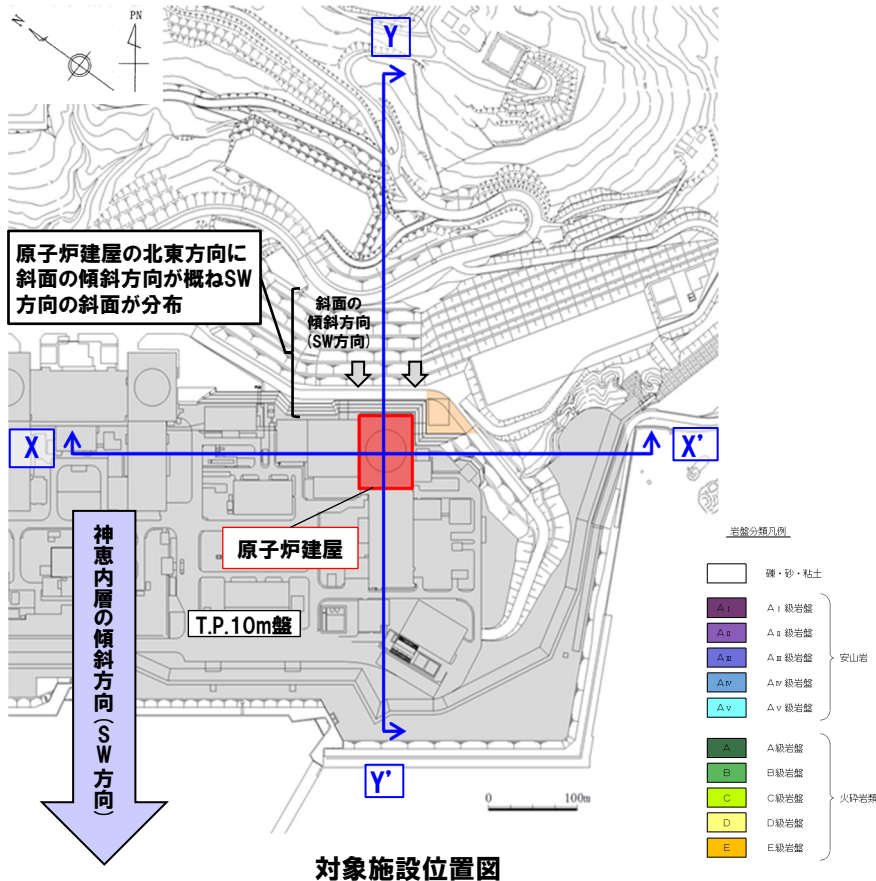 N
PN
Y
原子炉建屋の北東方向に
斜面の傾斜方向が概ねSW
方向の斜面が分布
斜面の
傾斜方向
(SW方向)
X
X'
原子炉建屋
神恵内層の傾斜方向(SW方向)
T.P.10m盤
Y'
0 100m
対象施設位置図
岩盤分類凡例
礫・砂・粘土
AⅠ AⅠ級岩盤
AⅡ AⅡ級岩盤
AⅢ AⅢ級岩盤
AⅣ AⅣ級岩盤
AⅤ AⅤ級岩盤
安山岩
A A級岩盤
B B級岩盤
C C級岩盤
D D級岩盤
E E級岩盤
火砕岩類